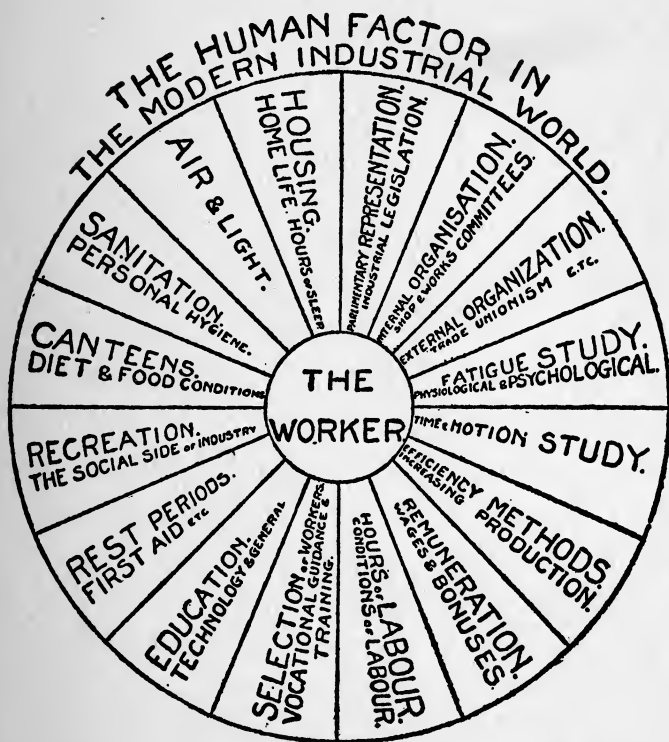 THE HUMAN FACTOR IN
THE MODERN INDUSTRIAL WORLD.
THE
WORKER.
HOUSING.
HOME LIFE. HOURS OF SLEEP
PARLIMENTARY REPRESENTATION.
INDUSTRIAL LEGISLATION.
INTERNAL ORGANISATION.
SHOP & WORKS COMMITTEES.
EXTERNAL ORGANIZATION.
TRADE UNIONISM ETC.
FATIGUE STUDY.
PHYSIOLOGICAL & PSYCHOLOGICAL.
TIME & MOTION STUDY.
EFFICIENCY METHODS.
INCREASING PRODUCTION.
REMUNERATION.
WAGES & BONUSES.
HOURS OF LABOUR.
CONDITIONS OF LABOUR.
SELECTION OF WORKERS.
VOCATIONAL GUIDANCE &
TRAINING.
EDUCATION.
TECHNOLOGY & GENERAL
REST PERIODS.
FIRST AID ETC
RECREATION.
THE SOCIAL SIDE OF INDUSTRY
CANTEENS.
DIET & FOOD CONDITIONS
SANITATION
PERSONAL HYGIENE.
AIR & LIGHT.